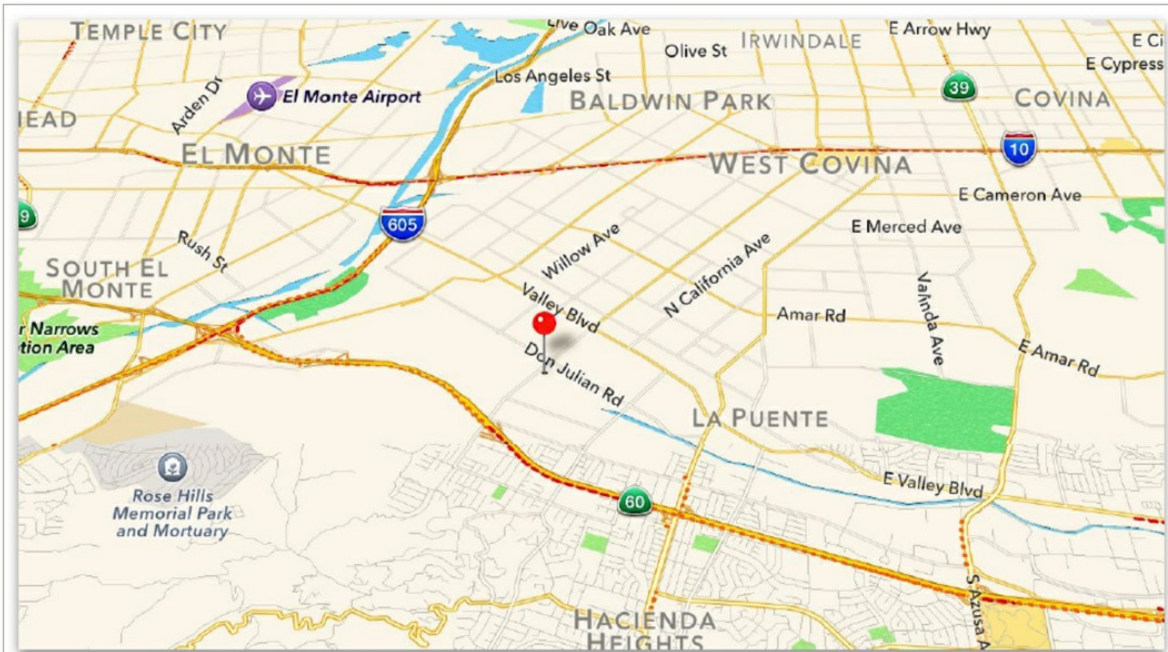 Live Oak Ave
E Arrow Hwy
TEMPLE CITY
Olive St
IRWINDALE
E Ci
E Cypress
Los Angeles St
Arden Dr
El Monte Airport
BALDWIN PARK
39
COVINA
HEAD
EL MONTE
WEST COVINA
10
E Cameron Ave
9
605
E Merced Ave
Rush St
Willow Ave
N California Ave
SOUTH EL
MONTE
Valinda Ave
Valley Blvd
Amar Rd
r Narrows
tion Area
E Amar Rd
Don Julian Rd
LA PUENTE
E Valley Blvd
Rose Hills
Memorial Park
and Mortuary
60
S Azusa A
HACIENDA
HEIGHTS